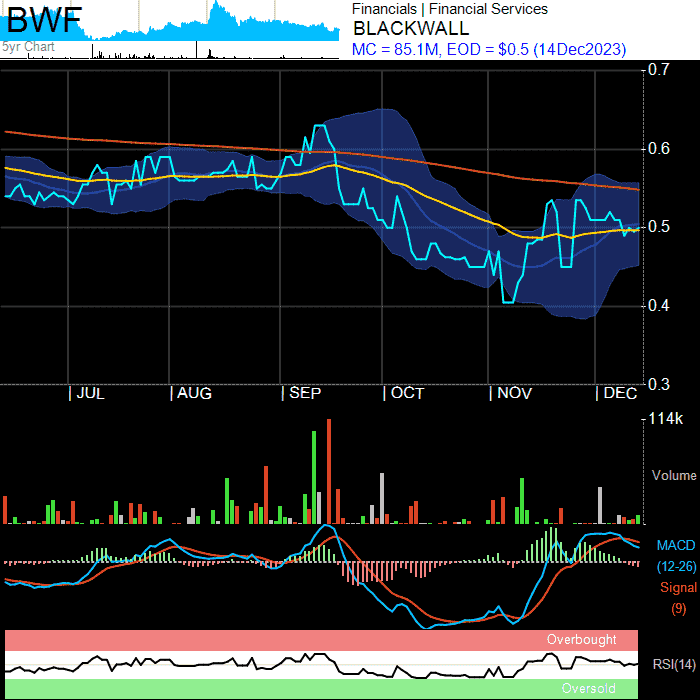 BWF
5yr Chart
Financials | Financial Services
BLACKWALL
MC = 85.1M, EOD = $0.5 (14Dec2023)
0.7
0.6
0.5
0.4
0.3
| JUL | AUG | SEP | OCT | NOV | DEC
114k
Volume
MACD
(12-26)
Signal
(9)
Overbought
RSI(14)
Oversold